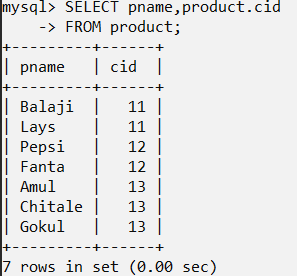 mysql> SELECT pname,product.cid
    -> FROM product;
+---------+------+
| pname   | cid  |
+---------+------+
| Balaji  |   11 |
| Lays    |   11 |
| Pepsi   |   12 |
| Fanta   |   12 |
| Amul    |   13 |
| Chitale |   13 |
| Gokul   |   13 |
+---------+------+
7 rows in set (0.00 sec)